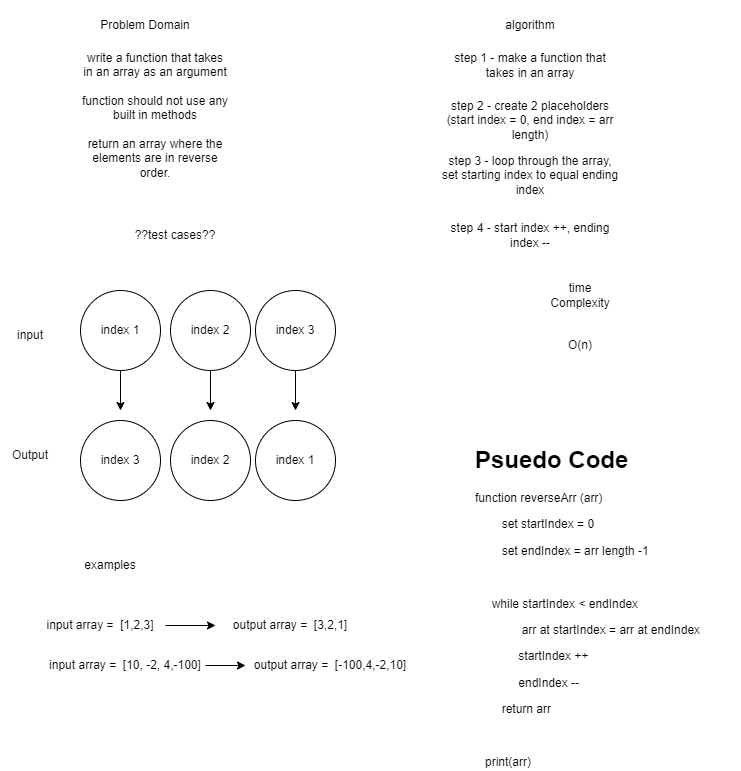 Problem Domain
write a function that takes
in an array as an argument
function should not use any
built in methods
return an array where the
elements are in reverse
order.
??test cases??
input
index 1
index 2
index 3
Output
index 3
index 2
index 1
examples
input array = [1,2,3]
output array = [3,2,1]
input array = [10, -2, 4,-100]
output array = [-100,4,-2,10]
algorithm
step 1 - make a function that
takes in an array
step 2 - create 2 placeholders
(start index = 0, end index = arr
length)
step 3 - loop through the array,
set starting index to equal ending
index
step 4 - start index ++, ending
index --
time
Complexity
O(n)
Psuedo Code
function reverseArr (arr)
set startIndex = 0
set endIndex = arr length -1
while startIndex < endIndex
arr at startIndex = arr at endIndex
startIndex ++
endIndex --
return arr
print(arr)